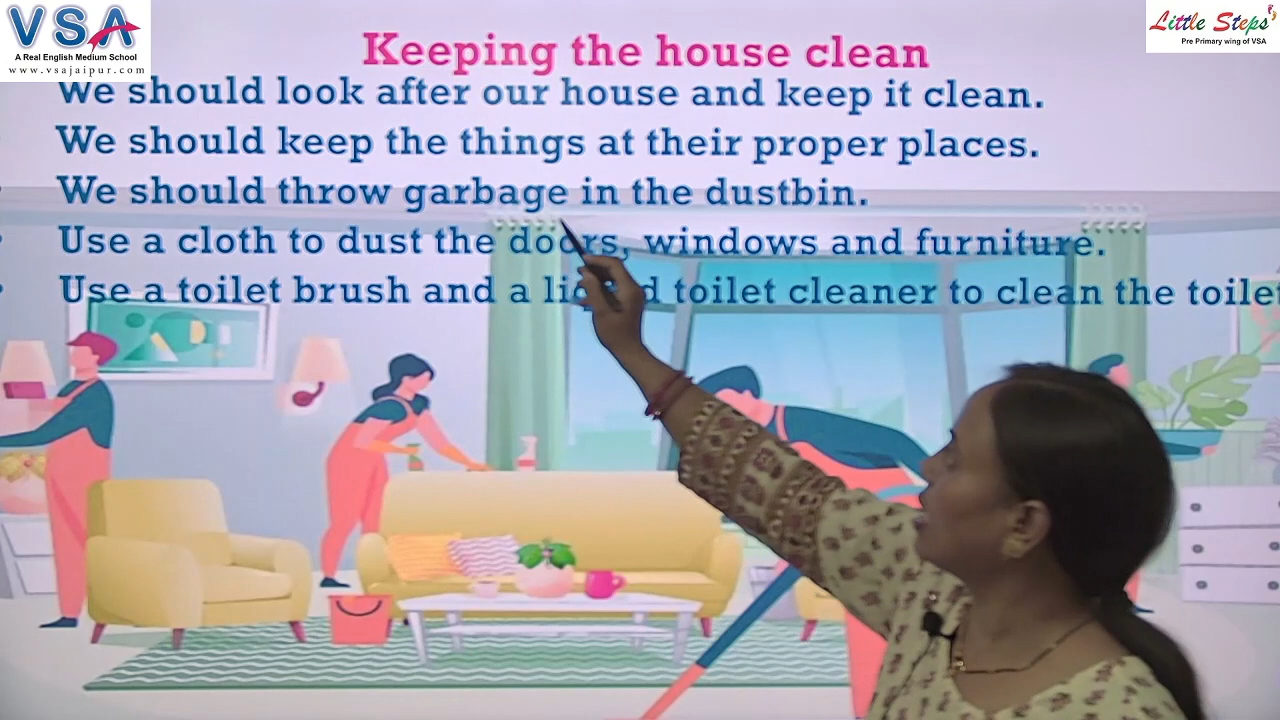 VSA
A Real English Medium School
www.vsajaipur.com
Little Steps
Pre Primary wing of VSA
Keeping the house clean
We should look after our house and keep it clean.
We should keep the things at their proper places.
We should throw garbage in the dustbin.
Use a cloth to dust the doors, windows and furniture.
Use a toilet brush and a liquid toilet cleaner to clean the toilet